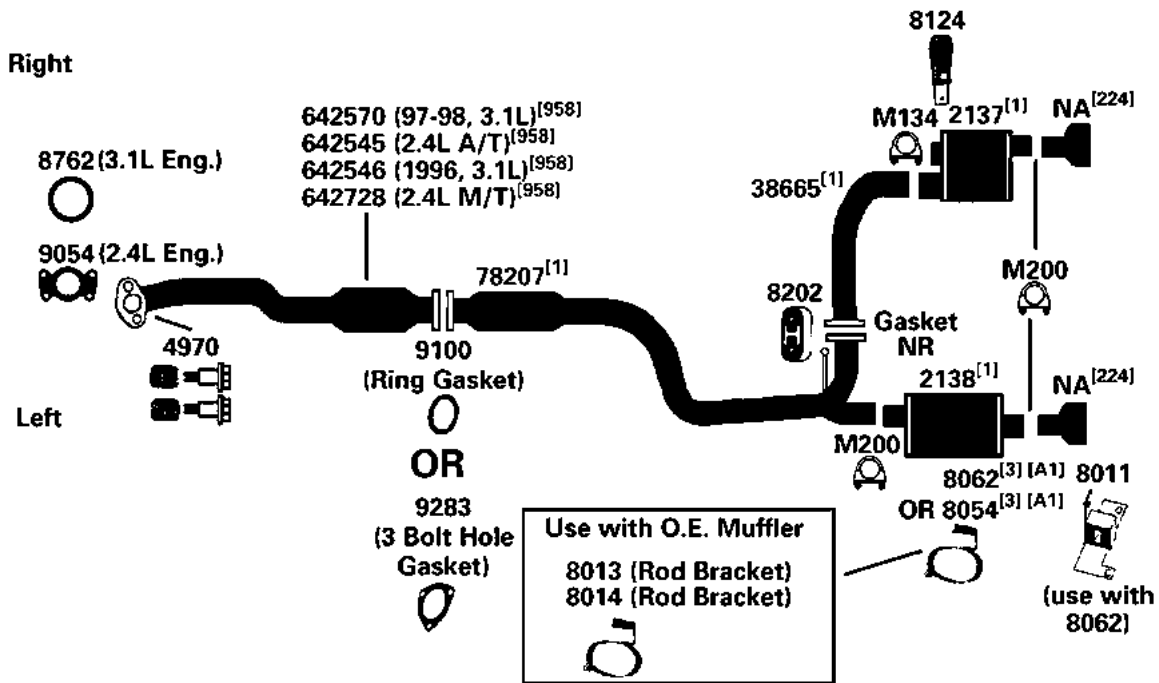 8124
Right
642570 (97-98, 3.1L)[958]
642545 (2.4L A/T)[958]
642546 (1996, 3.1L)[958]
642728 (2.4L M/T)[958]
M134
2137[1]
NA[224]
8762 (3.1L Eng.)
38665[1]
9054 (2.4L Eng.)
78207[1]
8202
M200
Gasket
NR
4970
9100
(Ring Gasket)
2138[1]
NA[224]
Left
M200
OR
8062[3] [A1]
8011
OR 8054[3] [A1]
9283
(3 Bolt Hole
Gasket)
Use with O.E. Muffler
8013 (Rod Bracket)
8014 (Rod Bracket)
(use with
8062)